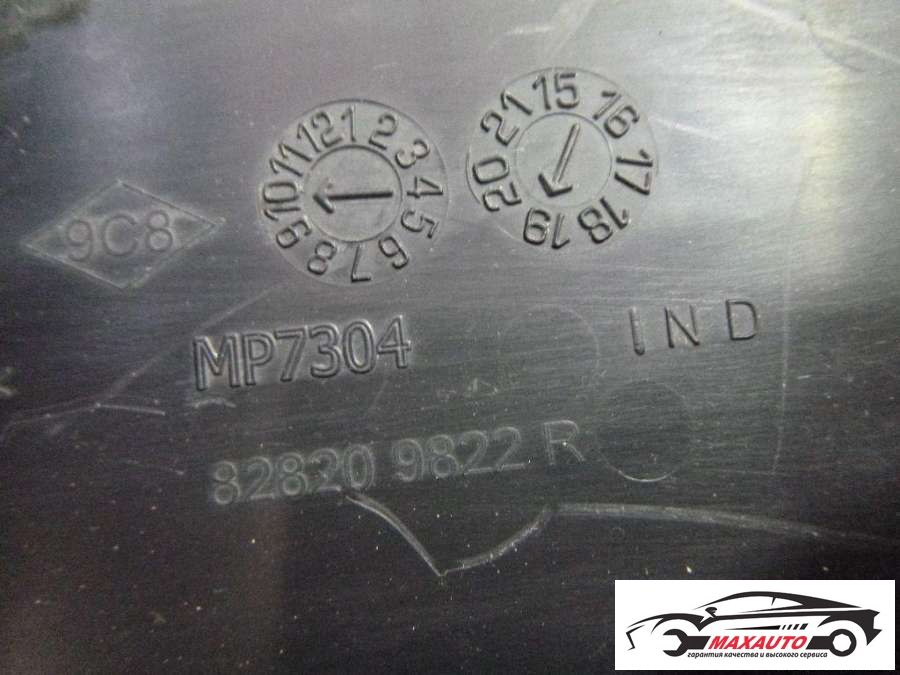 1 2 3 4 5 6 7 8 9 10 11 12
15 16 17 18 19 20 21
9C8
MP7304
IND
82820 9822 R
MAXAUTO
гарантия качества и высокого сервиса